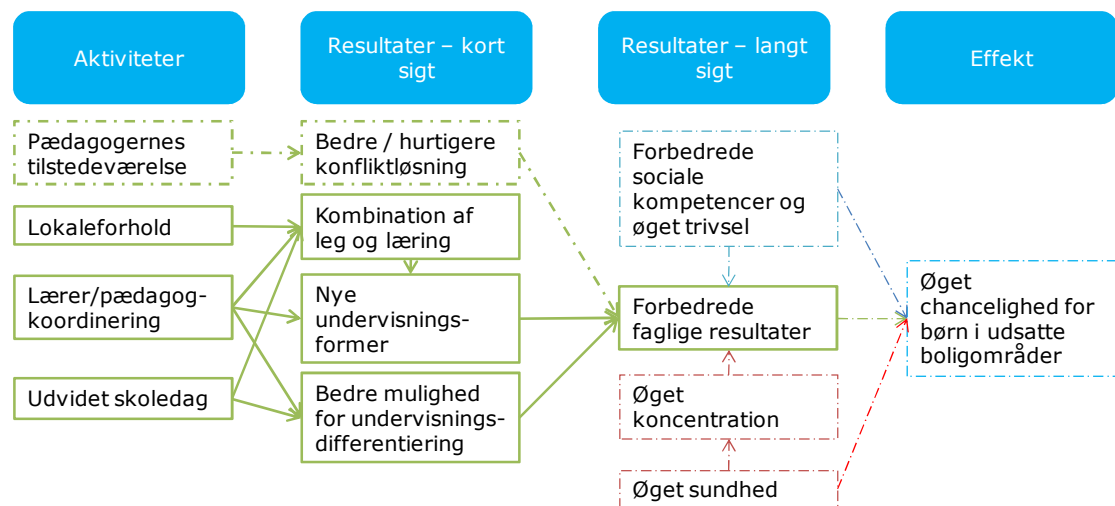 Aktiviteter
Resultater – kort
sigt
Resultater – langt
sigt
Effekt
Pædagogernes
tilstedeværelse
Lokaleforhold
Lærer/pædagog-
koordinering
Udvidet skoledag
Bedre / hurtigere
konfliktløsning
Kombination af
leg og læring
Nye
undervisnings-
former
Bedre mulighed
for undervisnings-
differentiering
Forbedrede
sociale
kompetencer og
øget trivsel
Forbedrede
faglige resultater
Øget
koncentration
Øget sundhed
Øget
chancelighed for
børn i udsatte
boligområder